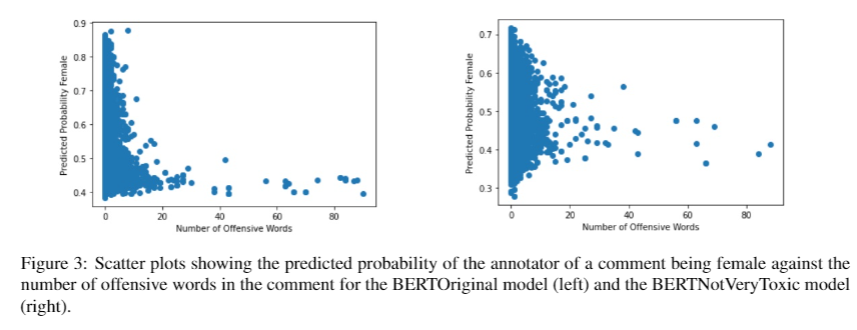 0.9
0.8
0.7
0.6
0.5
0.4
Predicted Probability Female
0 20 40 60 80
Number of Offensive Words
0.7
0.6
0.5
0.4
0.3
Predicted Probability Female
0 20 40 60 80
Number of Offensive Words
Figure 3: Scatter plots showing the predicted probability of the annotator of a comment being female against the
number of offensive words in the comment for the BERTOriginal model (left) and the BERTNotVeryToxic model
(right).